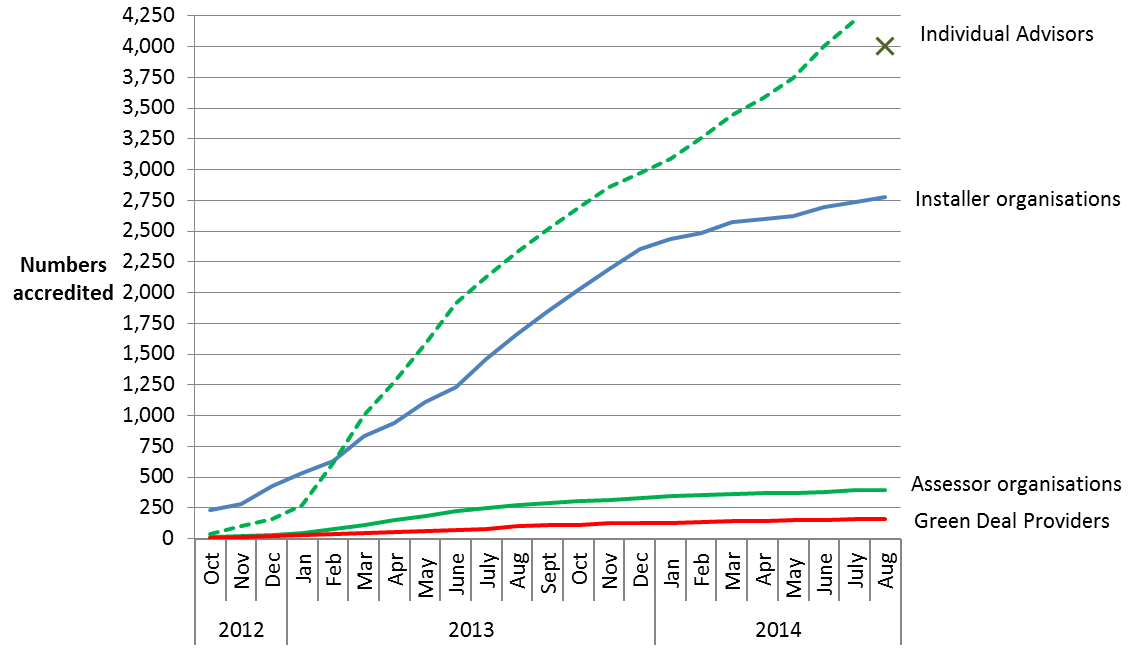 4,250
4,000
3,750
3,500
3,250
3,000
2,750
2,500
2,250
2,000
1,750
1,500
1,250
1,000
750
500
250
0
Numbers
accredited
Individual Advisors
Installer organisations
Assessor organisations
Green Deal Providers
Oct Nov Dec Jan Feb Mar Apr May June July Aug Sept Oct Nov Dec Jan Feb Mar Apr May June July Aug
2012 2013 2014